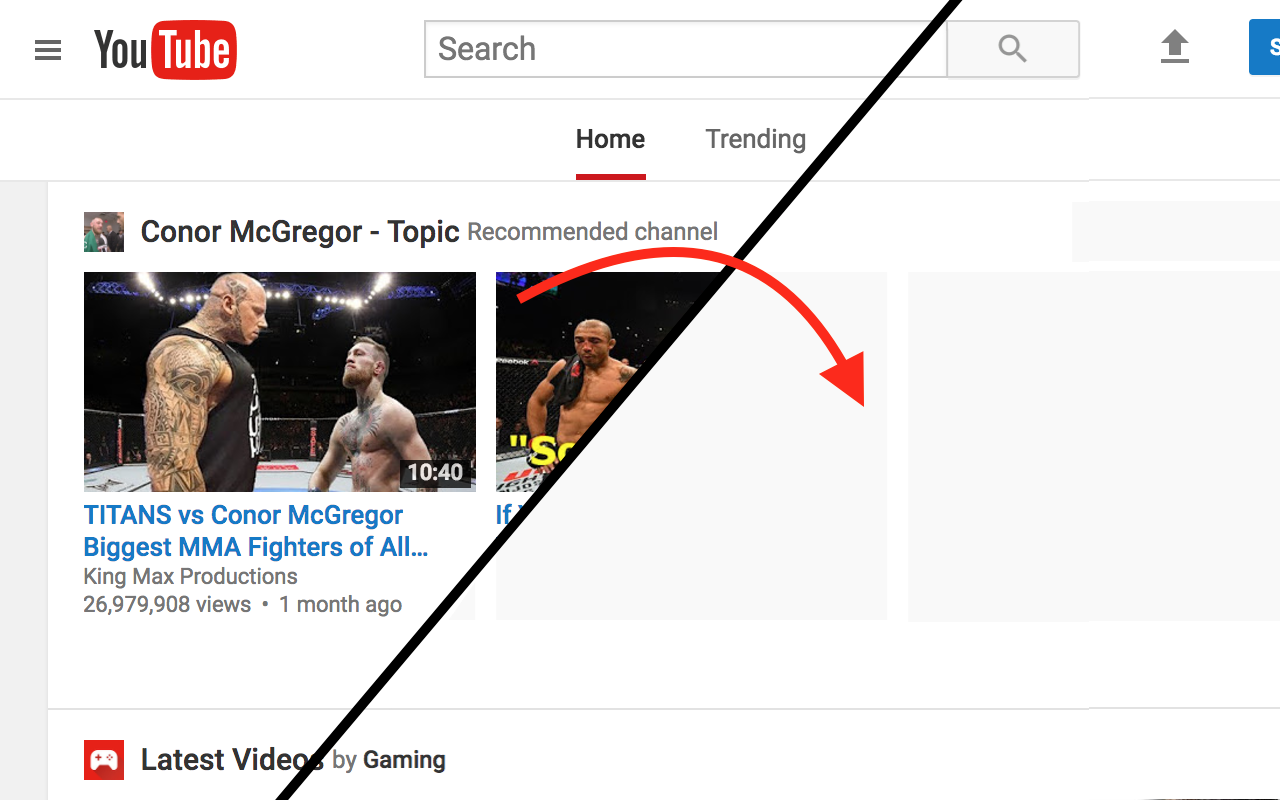 YouTube
Search
Home
Trending
Conor McGregor - Topic Recommended channel
10:40
TITANS vs Conor McGregor
Biggest MMA Fighters of All...
King Max Productions
26,979,908 views • 1 month ago
"So
If
Latest Videos by Gaming